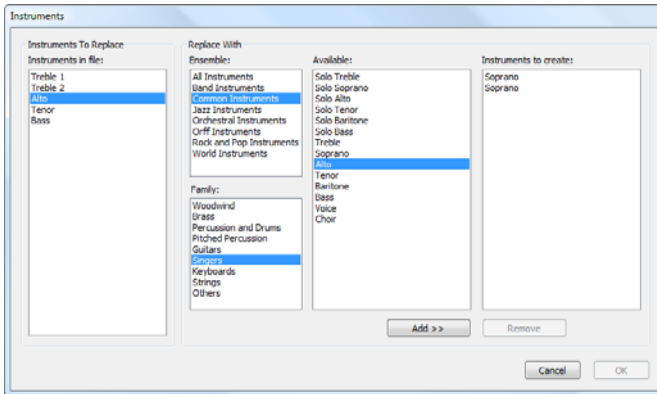 Instruments
Instruments To Replace
Instruments in file:
Treble 1
Treble 2
Alto
Tenor
Bass
Replace With
Ensemble:
All Instruments
Band Instruments
Common Instruments
Jazz Instruments
Orchestral Instruments
Orff Instruments
Rock and Pop Instruments
World Instruments
Family:
Woodwind
Brass
Percussion and Drums
Pitched Percussion
Guitars
Singers
Keyboards
Strings
Others
Available:
Solo Treble
Solo Soprano
Solo Alto
Solo Tenor
Solo Baritone
Solo Bass
Treble
Soprano
Alto
Tenor
Baritone
Bass
Voice
Choir
Instruments to create:
Soprano
Soprano
Add >>
Remove
Cancel
OK